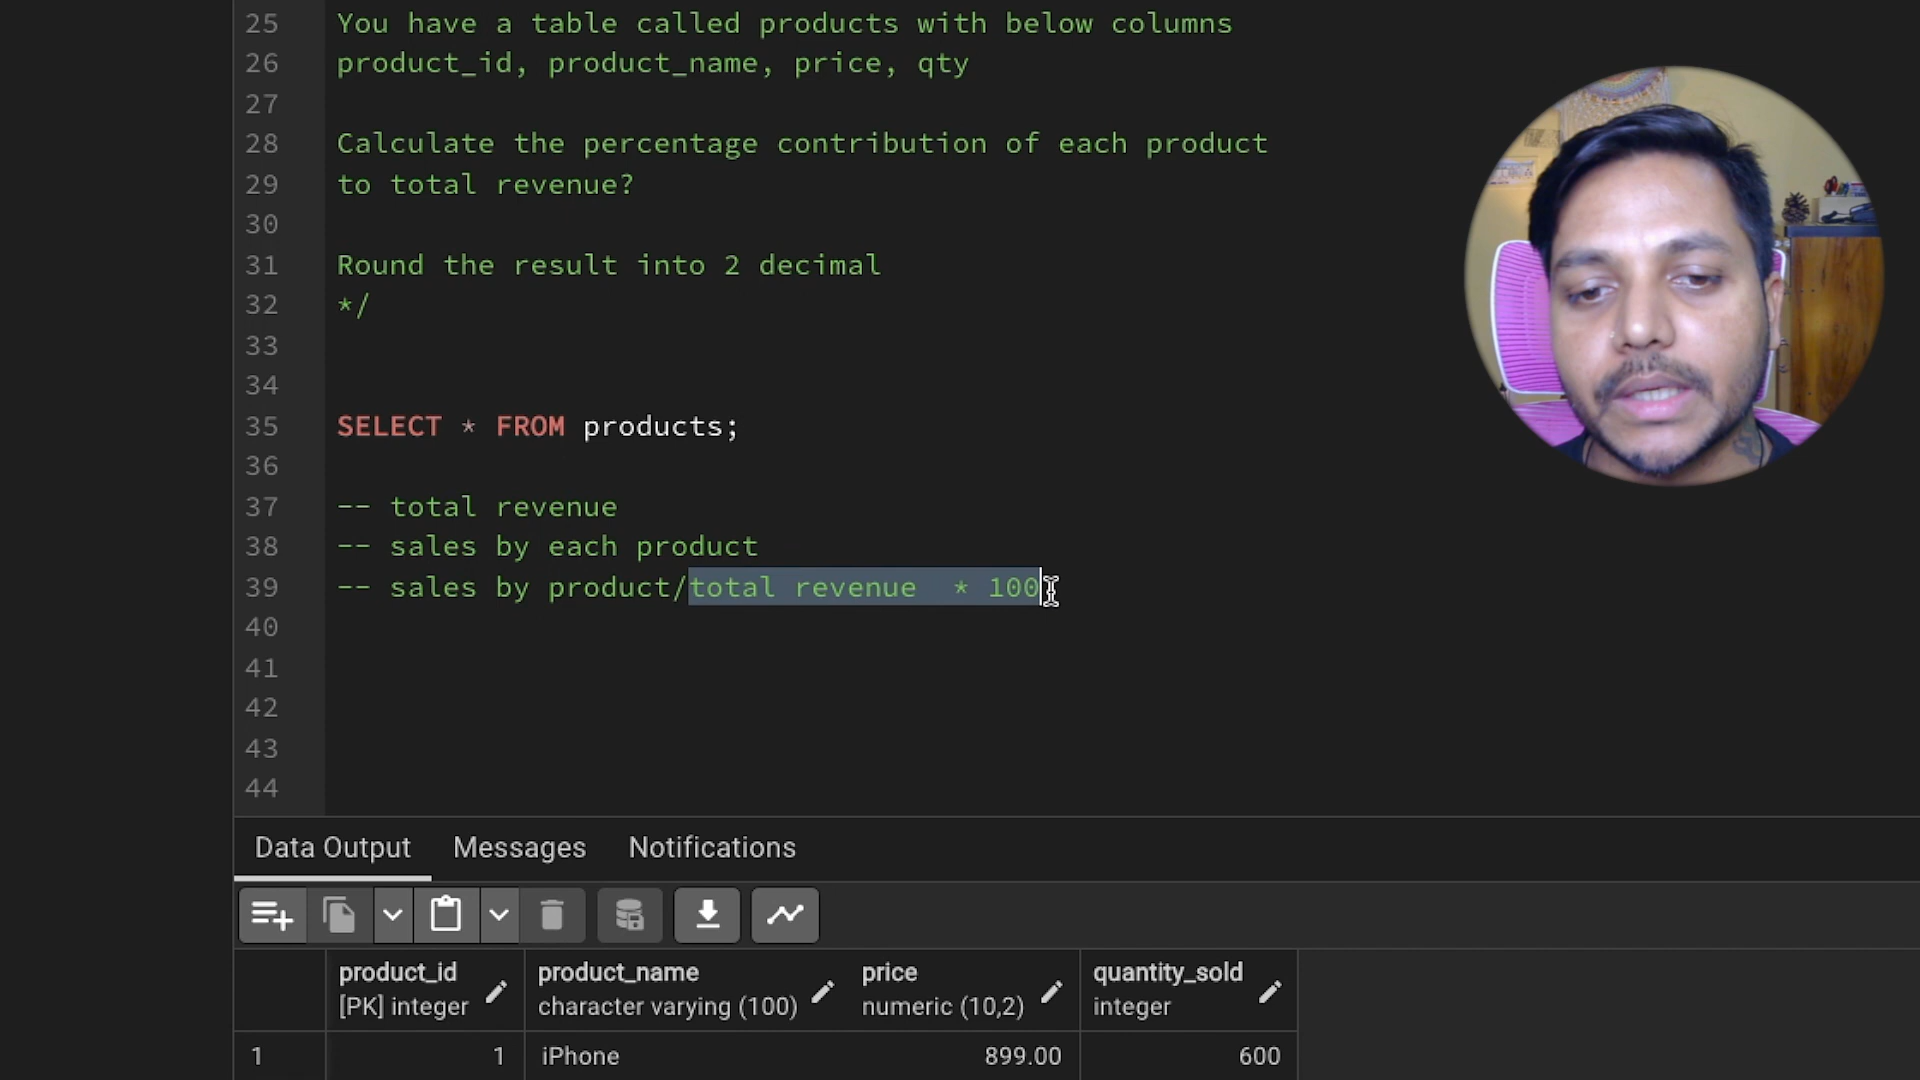 25 You have a table called products with below columns
26 product_id, product_name, price, qty
27
28 Calculate the percentage contribution of each product
29 to total revenue?
30
31 Round the result into 2 decimal
32 */
33
34
35 SELECT * FROM products;
36
37 -- total revenue
38 -- sales by each product
39 -- sales by product/total revenue  * 100
40
41
42
43
44
Data Output Messages Notifications
product_id product_name price quantity_sold
[PK] integer character varying (100) numeric (10,2) integer
1 1 iPhone 899.00 600